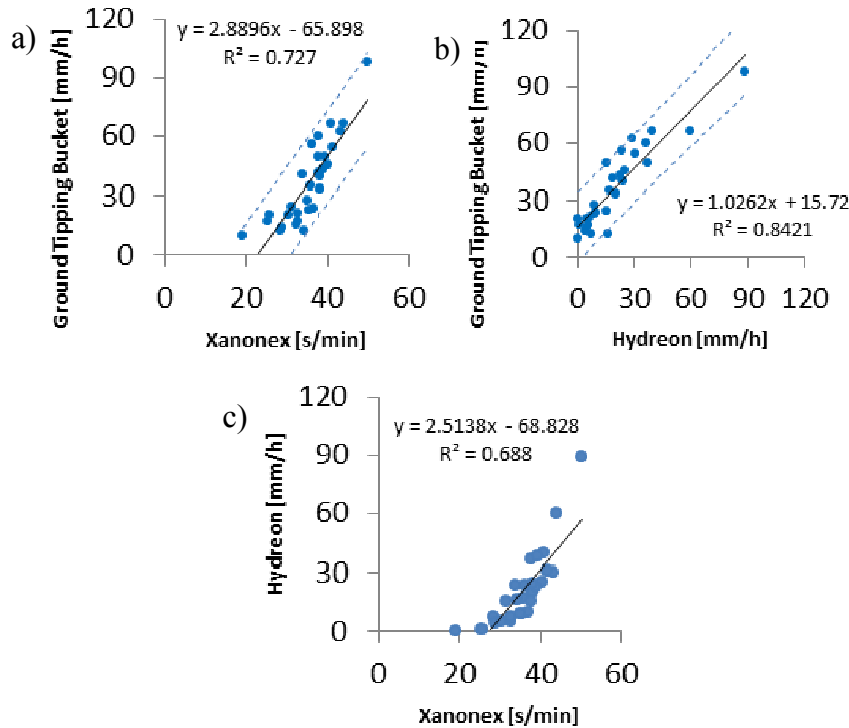 a)
y = 2.8896x - 65.898
R² = 0.727
Ground Tipping Bucket [mm/h]
120
90
60
30
0
0 20 40 60
Xanonex [s/min]
b)
Ground Tipping Bucket [mm/h]
120
90
60
30
0
y = 1.0262x + 15.72
R² = 0.8421
0 30 60 90 120
Hydreon [mm/h]
c)
y = 2.5138x - 68.828
R² = 0.688
Hydreon [mm/h]
120
90
60
30
0
0 20 40 60
Xanonex [s/min]